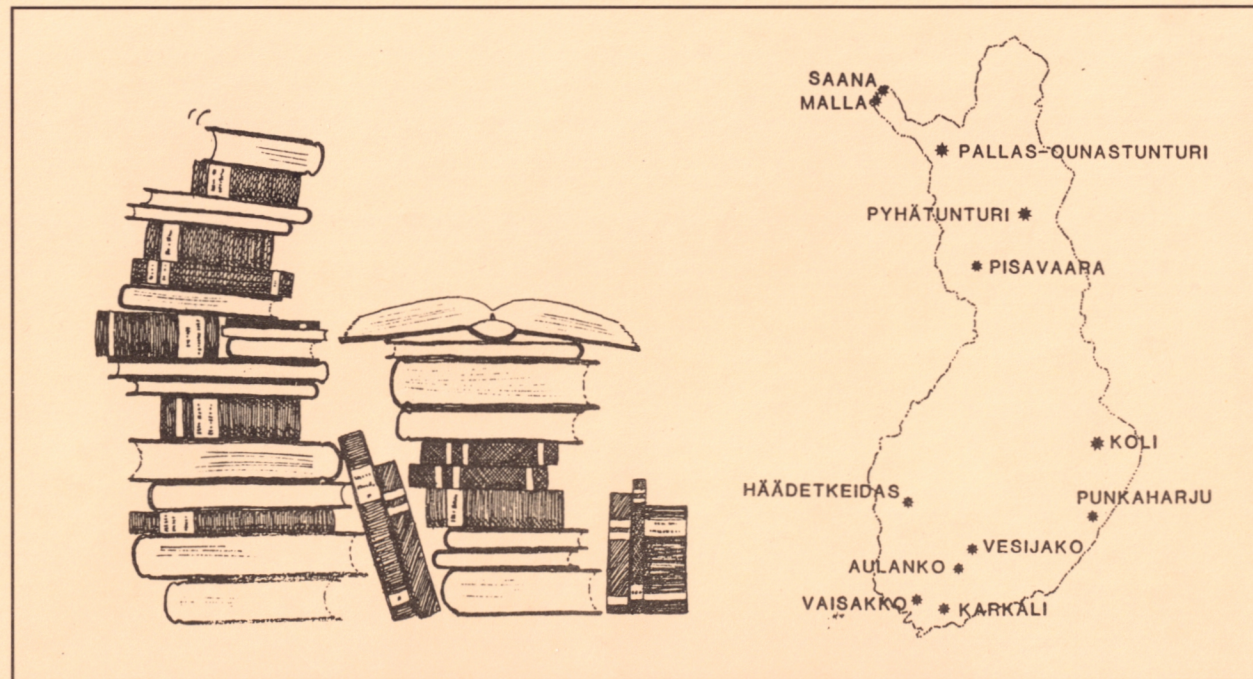 SAANA
MALLA
PALLAS-OUNASTUNTURI
PYHÄTUNTURI
PISAVAARA
KOLI
HÄÄDETKEIDAS
PUNKAHARJU
VESIJAKO
AULANKO
VAISAKKO
KARKALI